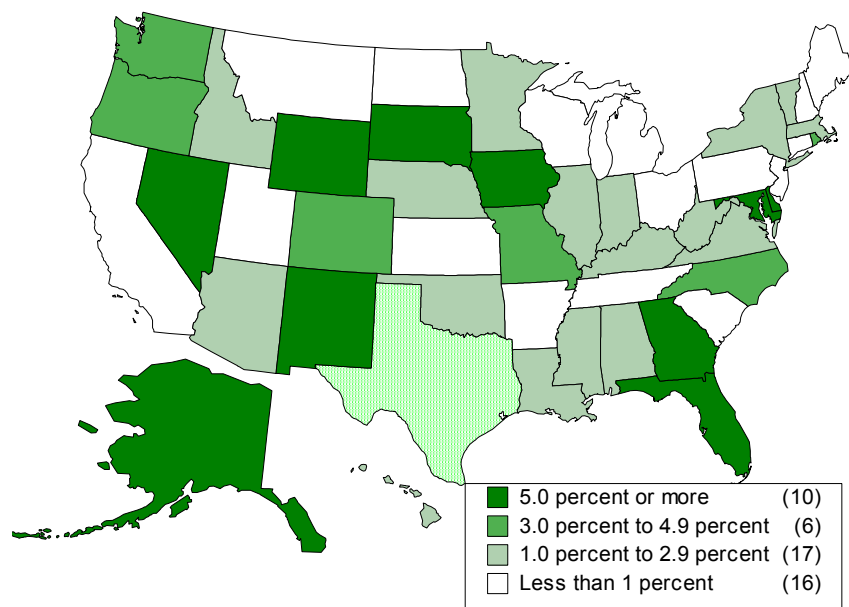 5.0 percent or more (10)
3.0 percent to 4.9 percent (6)
1.0 percent to 2.9 percent (17)
Less than 1 percent (16)